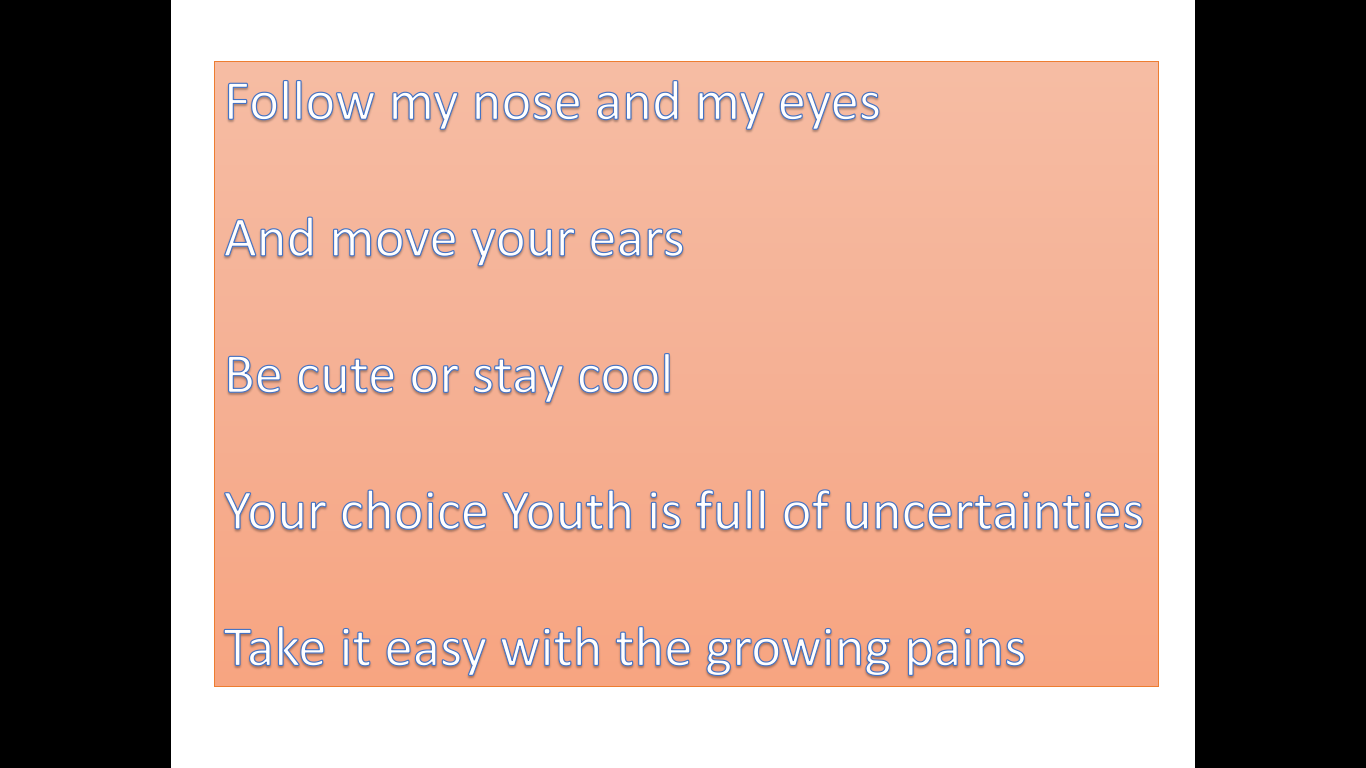 Follow my nose and my eyes
And move your ears
Be cute or stay cool
Your choice Youth is full of uncertainties
Take it easy with the growing pains